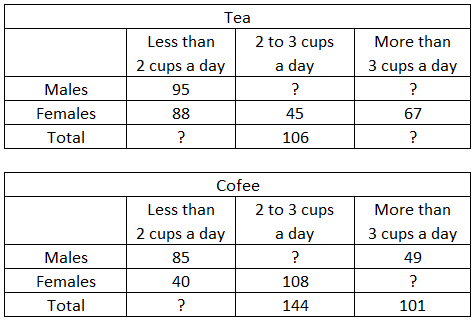 Tea
Less than 2 to 3 cups More than
2 cups a day a day 3 cups a day
Males 95 ? ?
Females 88 45 67
Total ? 106 ?
Cofee
Less than 2 to 3 cups More than
2 cups a day a day 3 cups a day
Males 85 ? 49
Females 40 108 ?
Total ? 144 101